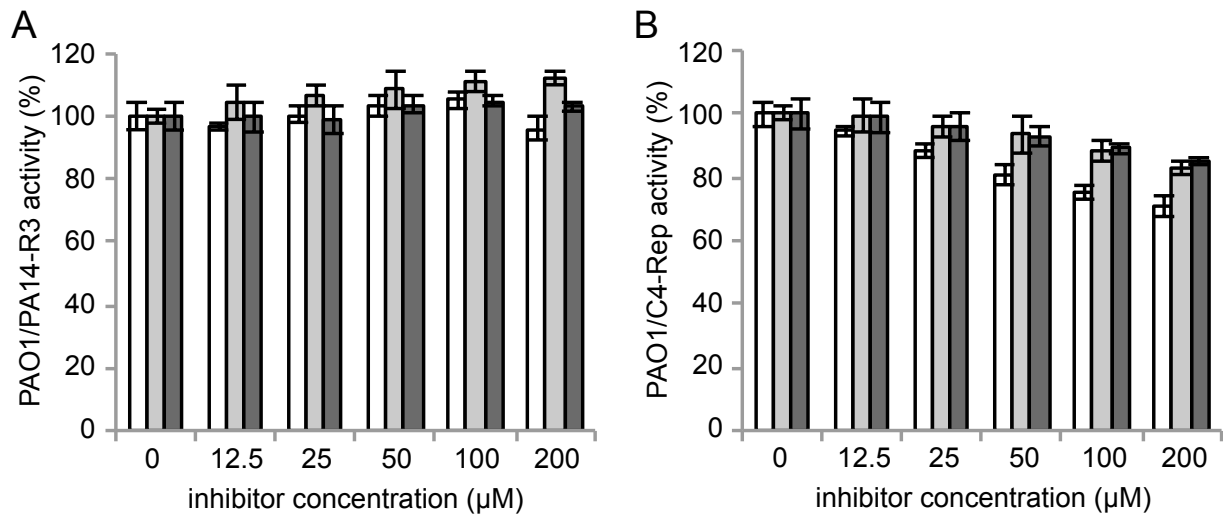 A
PAO1/PA14-R3 activity (%)
120
100
80
60
40
20
0
0 12.5 25 50 100 200
inhibitor concentration (µM)
B
PAO1/C4-Rep activity (%)
120
100
80
60
40
20
0
0 12.5 25 50 100 200
inhibitor concentration (µM)